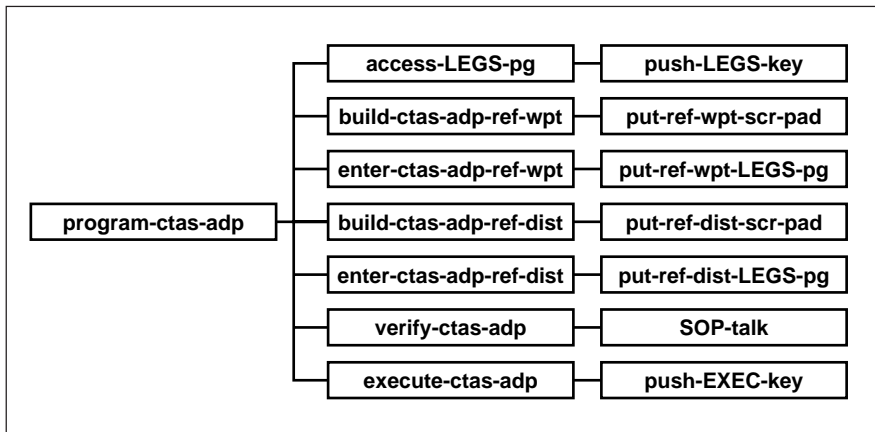 access-LEGS-pg
push-LEGS-key
build-ctas-adp-ref-wpt
put-ref-wpt-scr-pad
enter-ctas-adp-ref-wpt
put-ref-wpt-LEGS-pg
program-ctas-adp
build-ctas-adp-ref-dist
put-ref-dist-scr-pad
enter-ctas-adp-ref-dist
put-ref-dist-LEGS-pg
verify-ctas-adp
SOP-talk
execute-ctas-adp
push-EXEC-key